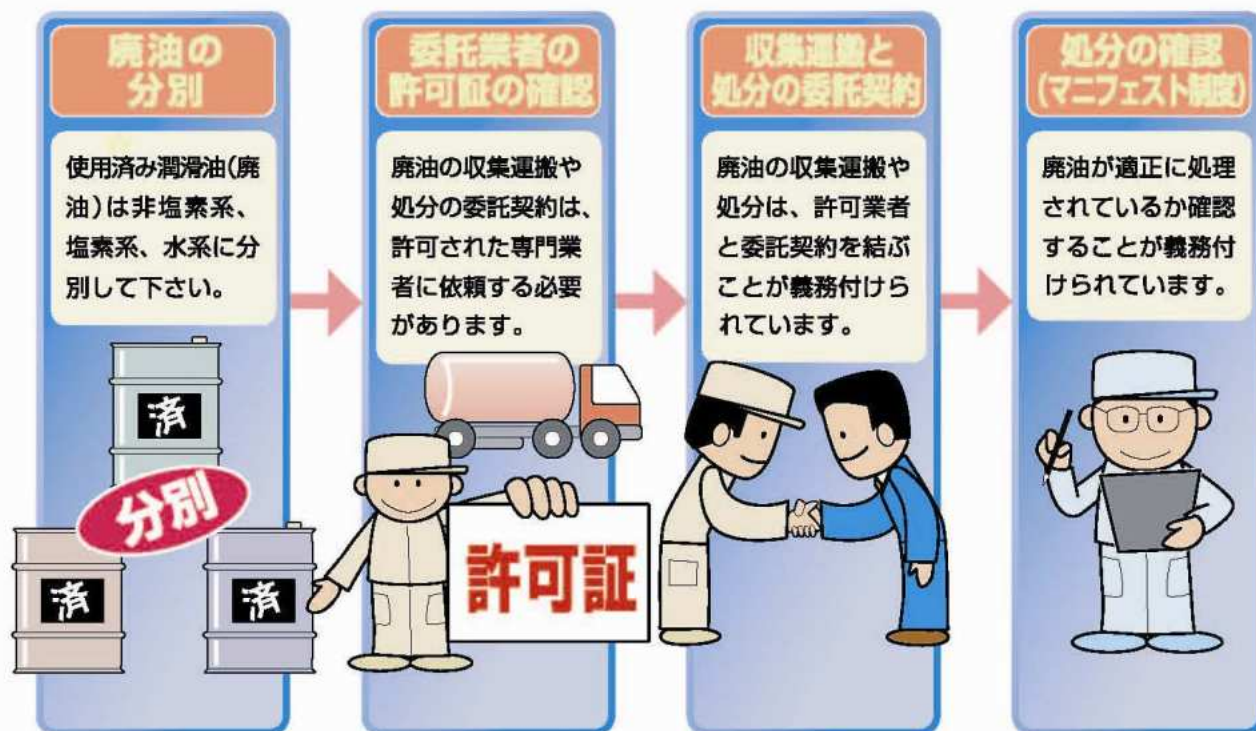 廃油の
分別
使用済み潤滑油(廃
油)は非塩素系、
塩素系、水系に分
別して下さい。
済
分別
済
済
委託業者の
許可証の確認
廃油の収集運搬や
処分の委託契約は、
許可された専門業
者に依頼する必要
があります。
許可証
収集運搬と
処分の委託契約
廃油の収集運搬や
処分は、許可業者
と委託契約を結ぶ
ことが義務付けら
れています。
処分の確認
(マニフェスト制度)
廃油が適正に処理
されているか確認
することが義務付
けられています。